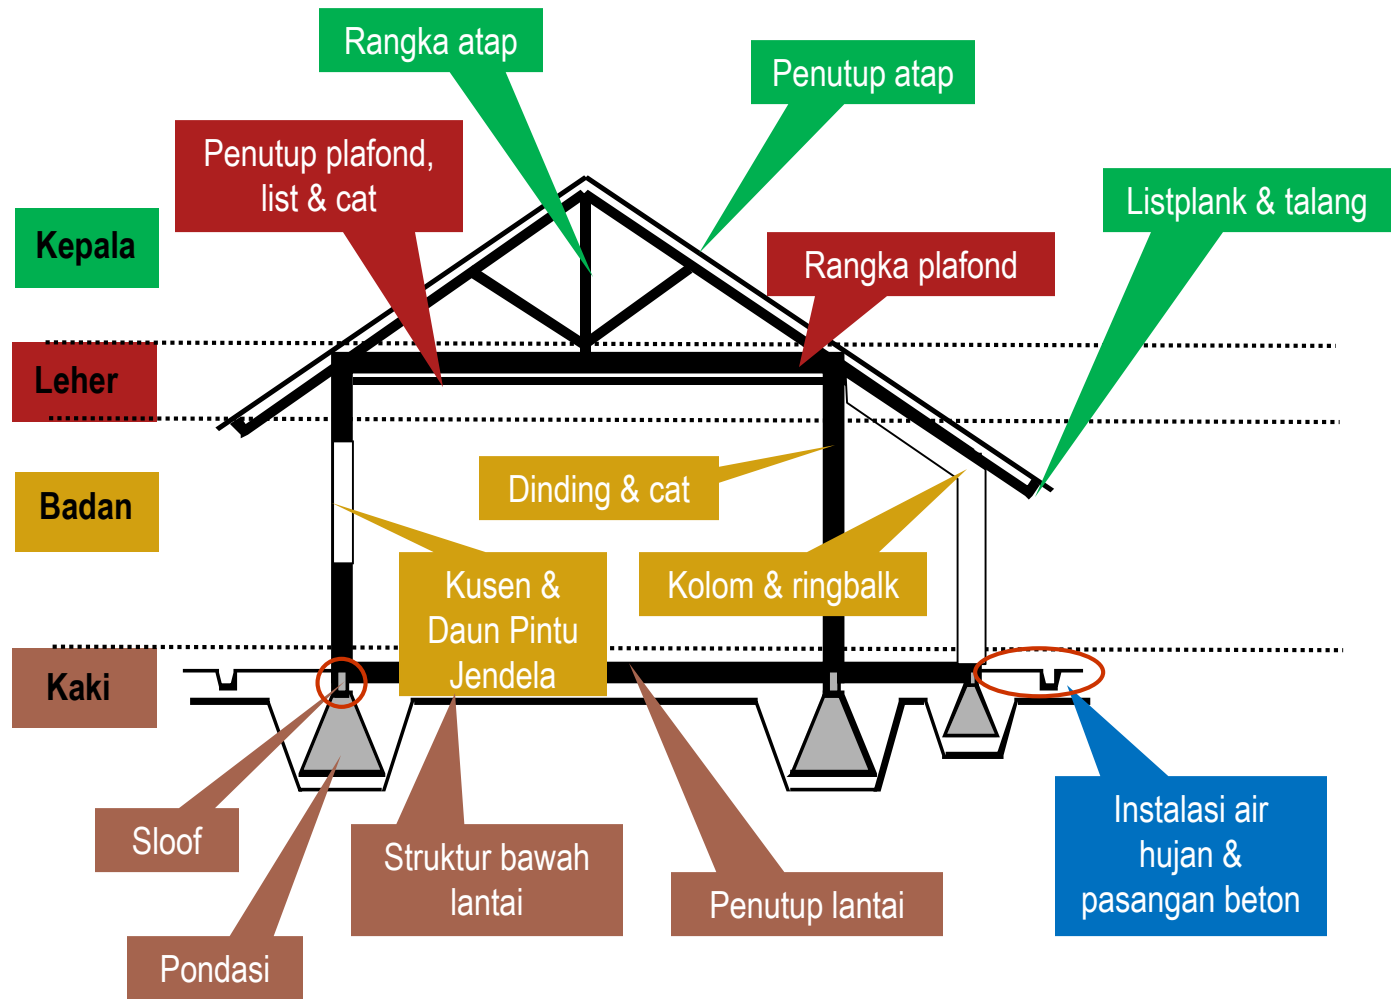 Rangka atap
Penutup atap
Penutup plafond,
list & cat
Listplank & talang
Kepala
Rangka plafond
Leher
Dinding & cat
Badan
Kusen &
Daun Pintu
Jendela
Kolom & ringbalk
Kaki
Sloof
Struktur bawah
lantai
Penutup lantai
Instalasi air
hujan &
pasangan beton
Pondasi